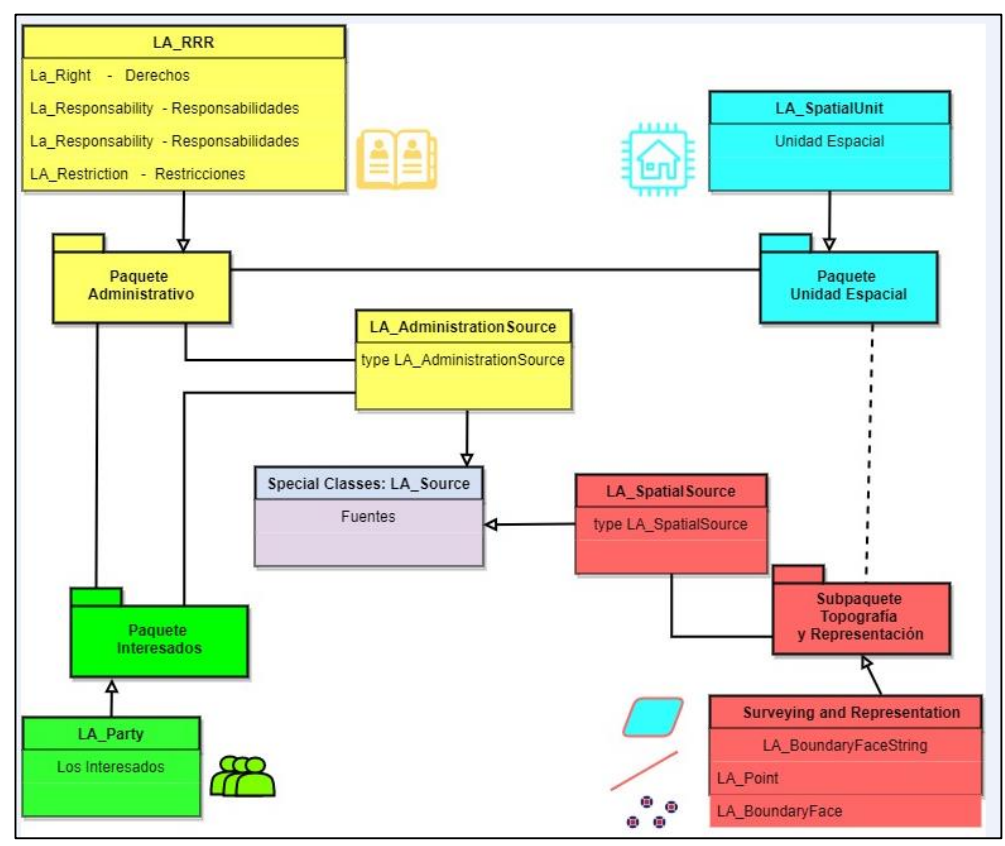 LA_RRR
La_Right - Derechos
La_Responsability - Responsabilidades
La_Responsability - Responsabilidades
LA_Restriction - Restricciones
LA_SpatialUnit
Unidad Espacial
Paquete
Administrativo
Paquete
Unidad Espacial
LA_AdministrationSource
type LA_AdministrationSource
Special Classes: LA_Source
Fuentes
LA_SpatialSource
type LA_SpatialSource
Subpaquete
Topografía
y Representación
Paquete
Interesados
LA_Party
Los Interesados
Surveying and Representation
LA_BoundaryFaceString
LA_Point
LA_BoundaryFace